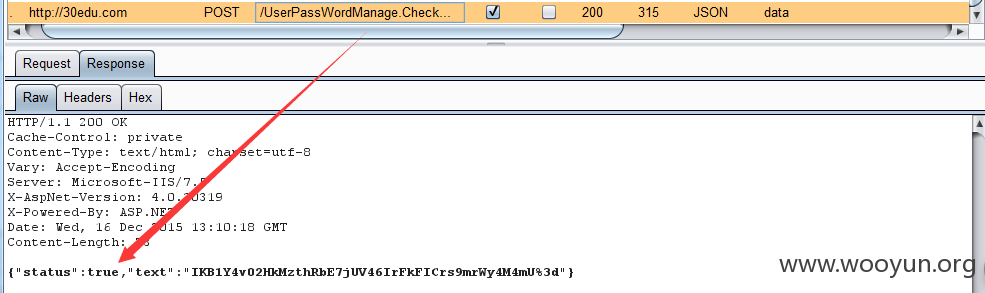 . http://30edu.com POST /UserPassWordManage.Check... 200 315 JSON data
Request Response
Raw Headers Hex
HTTP/1.1 200 OK
Cache-Control: private
Content-Type: text/html; charset=utf-8
Vary: Accept-Encoding
Server: Microsoft-IIS/7.5
X-AspNet-Version: 4.0.30319
X-Powered-By: ASP.NET
Date: Wed, 16 Dec 2015 13:10:18 GMT
Content-Length:
{"status":true,"text":"IKB1Y4v02HkMzthRbE7jUV46IrFkFICrs9mrWy4M4mU%3d"}
www.wooyun.org